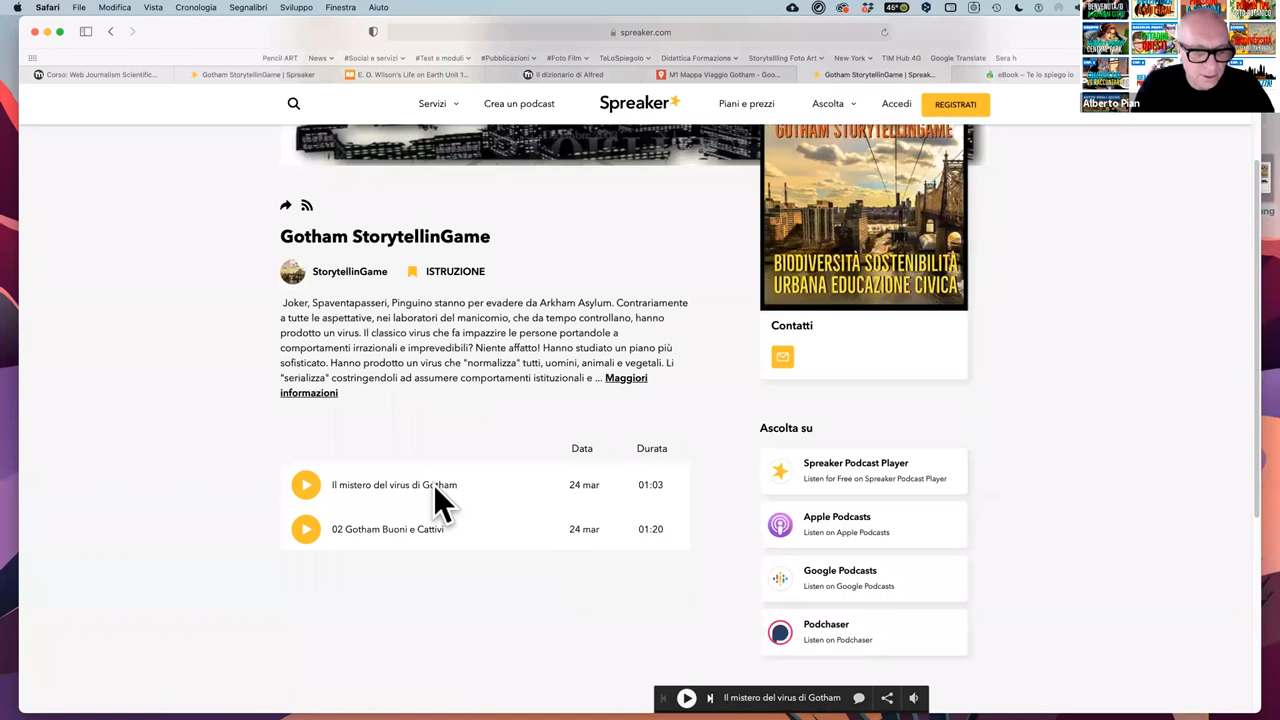 Safari File Modifica Vista Cronologia Segnalibri Sviluppo Finestra Aiuto
45°
spreaker.com
Pencil ART News #Social e servizi #Test e moduli #Pubblicazioni #Foto Film TeLoSpiegolo Didattica Formazione Storytellling Foto Art New York TIM Hub 4G Google Translate Sera h
Corso: Web Journalism Scientific... Gotham StorytellinGame | Spreaker E. O. Wilson's Life on Earth Unit 1... Il dizionario di Alfred M1 Mappa Viaggio Gotham - Goo... Gotham StorytellinGame | Spreak... eBook – Te lo spiego io
Alberto Pian
Servizi Crea un podcast Spreaker Piani e prezzi Ascolta Accedi REGISTRATI
GOTHAM STORYTELLINGAME
BIODIVERSITÀ SOSTENIBILITÀ
URBANA EDUCAZIONE CIVICA
Gotham StorytellinGame
StorytellinGame ISTRUZIONE
Joker, Spaventapasseri, Pinguino stanno per evadere da Arkham Asylum. Contrariamente
a tutte le aspettative, nei laboratori del manicomio, che da tempo controllano, hanno
prodotto un virus. Il classico virus che fa impazzire le persone portandole a
comportamenti irrazionali e imprevedibili? Niente affatto! Hanno studiato un piano più
sofisticato. Hanno prodotto un virus che "normalizza" tutti, uomini, animali e vegetali. Li
"serializza" costringendoli ad assumere comportamenti istituzionali e ... Maggiori
informazioni
Contatti
Data Durata
Il mistero del virus di Gotham 24 mar 01:03
02 Gotham Buoni e Cattivi 24 mar 01:20
Ascolta su
Spreaker Podcast Player
Listen for Free on Spreaker Podcast Player
Apple Podcasts
Listen on Apple Podcasts
Google Podcasts
Listen on Google Podcasts
Podchaser
Listen on Podchaser
Il mistero del virus di Gotham